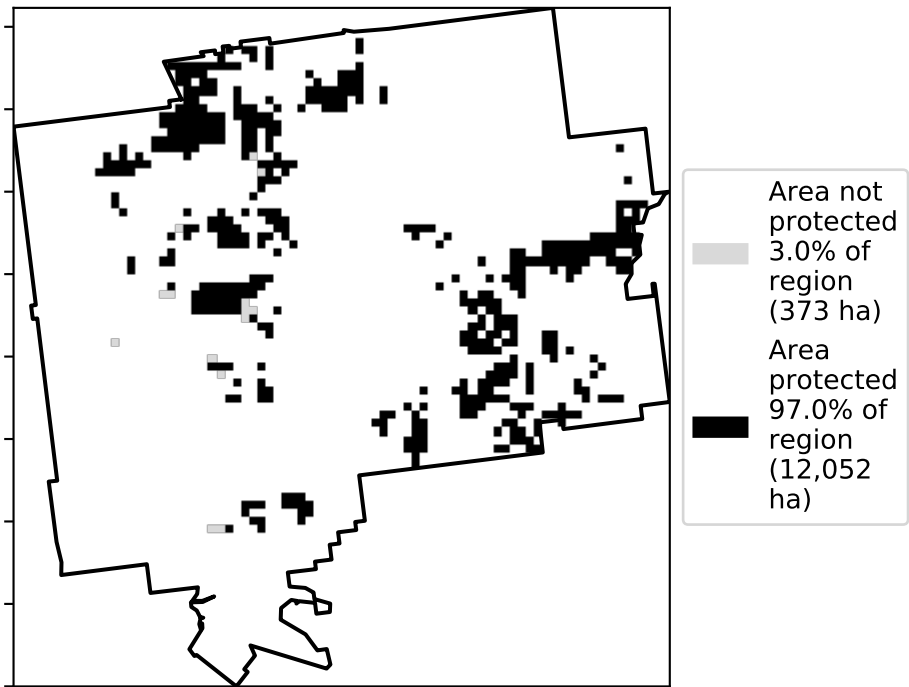 Area not
protected
3.0% of
region
(373 ha)
Area
protected
97.0% of
region
(12,052
ha)